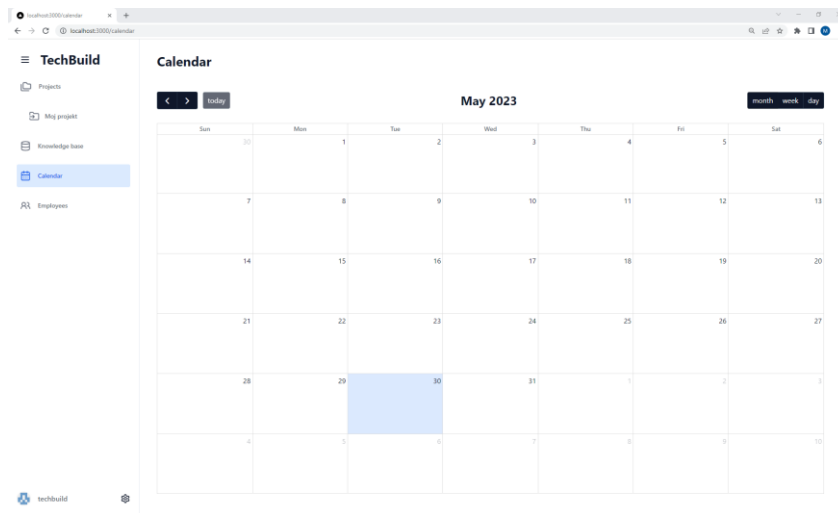 localhost:3000/calendar
localhost:3000/calendar
M
TechBuild
Projects
Moj projekt
Knowledge base
Calendar
Employees
techbuild
Calendar
today
May 2023
month week day
Sun Mon Tue Wed Thu Fri Sat
30 1 2 3 4 5 6
7 8 9 10 11 12 13
14 15 16 17 18 19 20
21 22 23 24 25 26 27
28 29 30 31 1 2 3
4 5 6 7 8 9 10